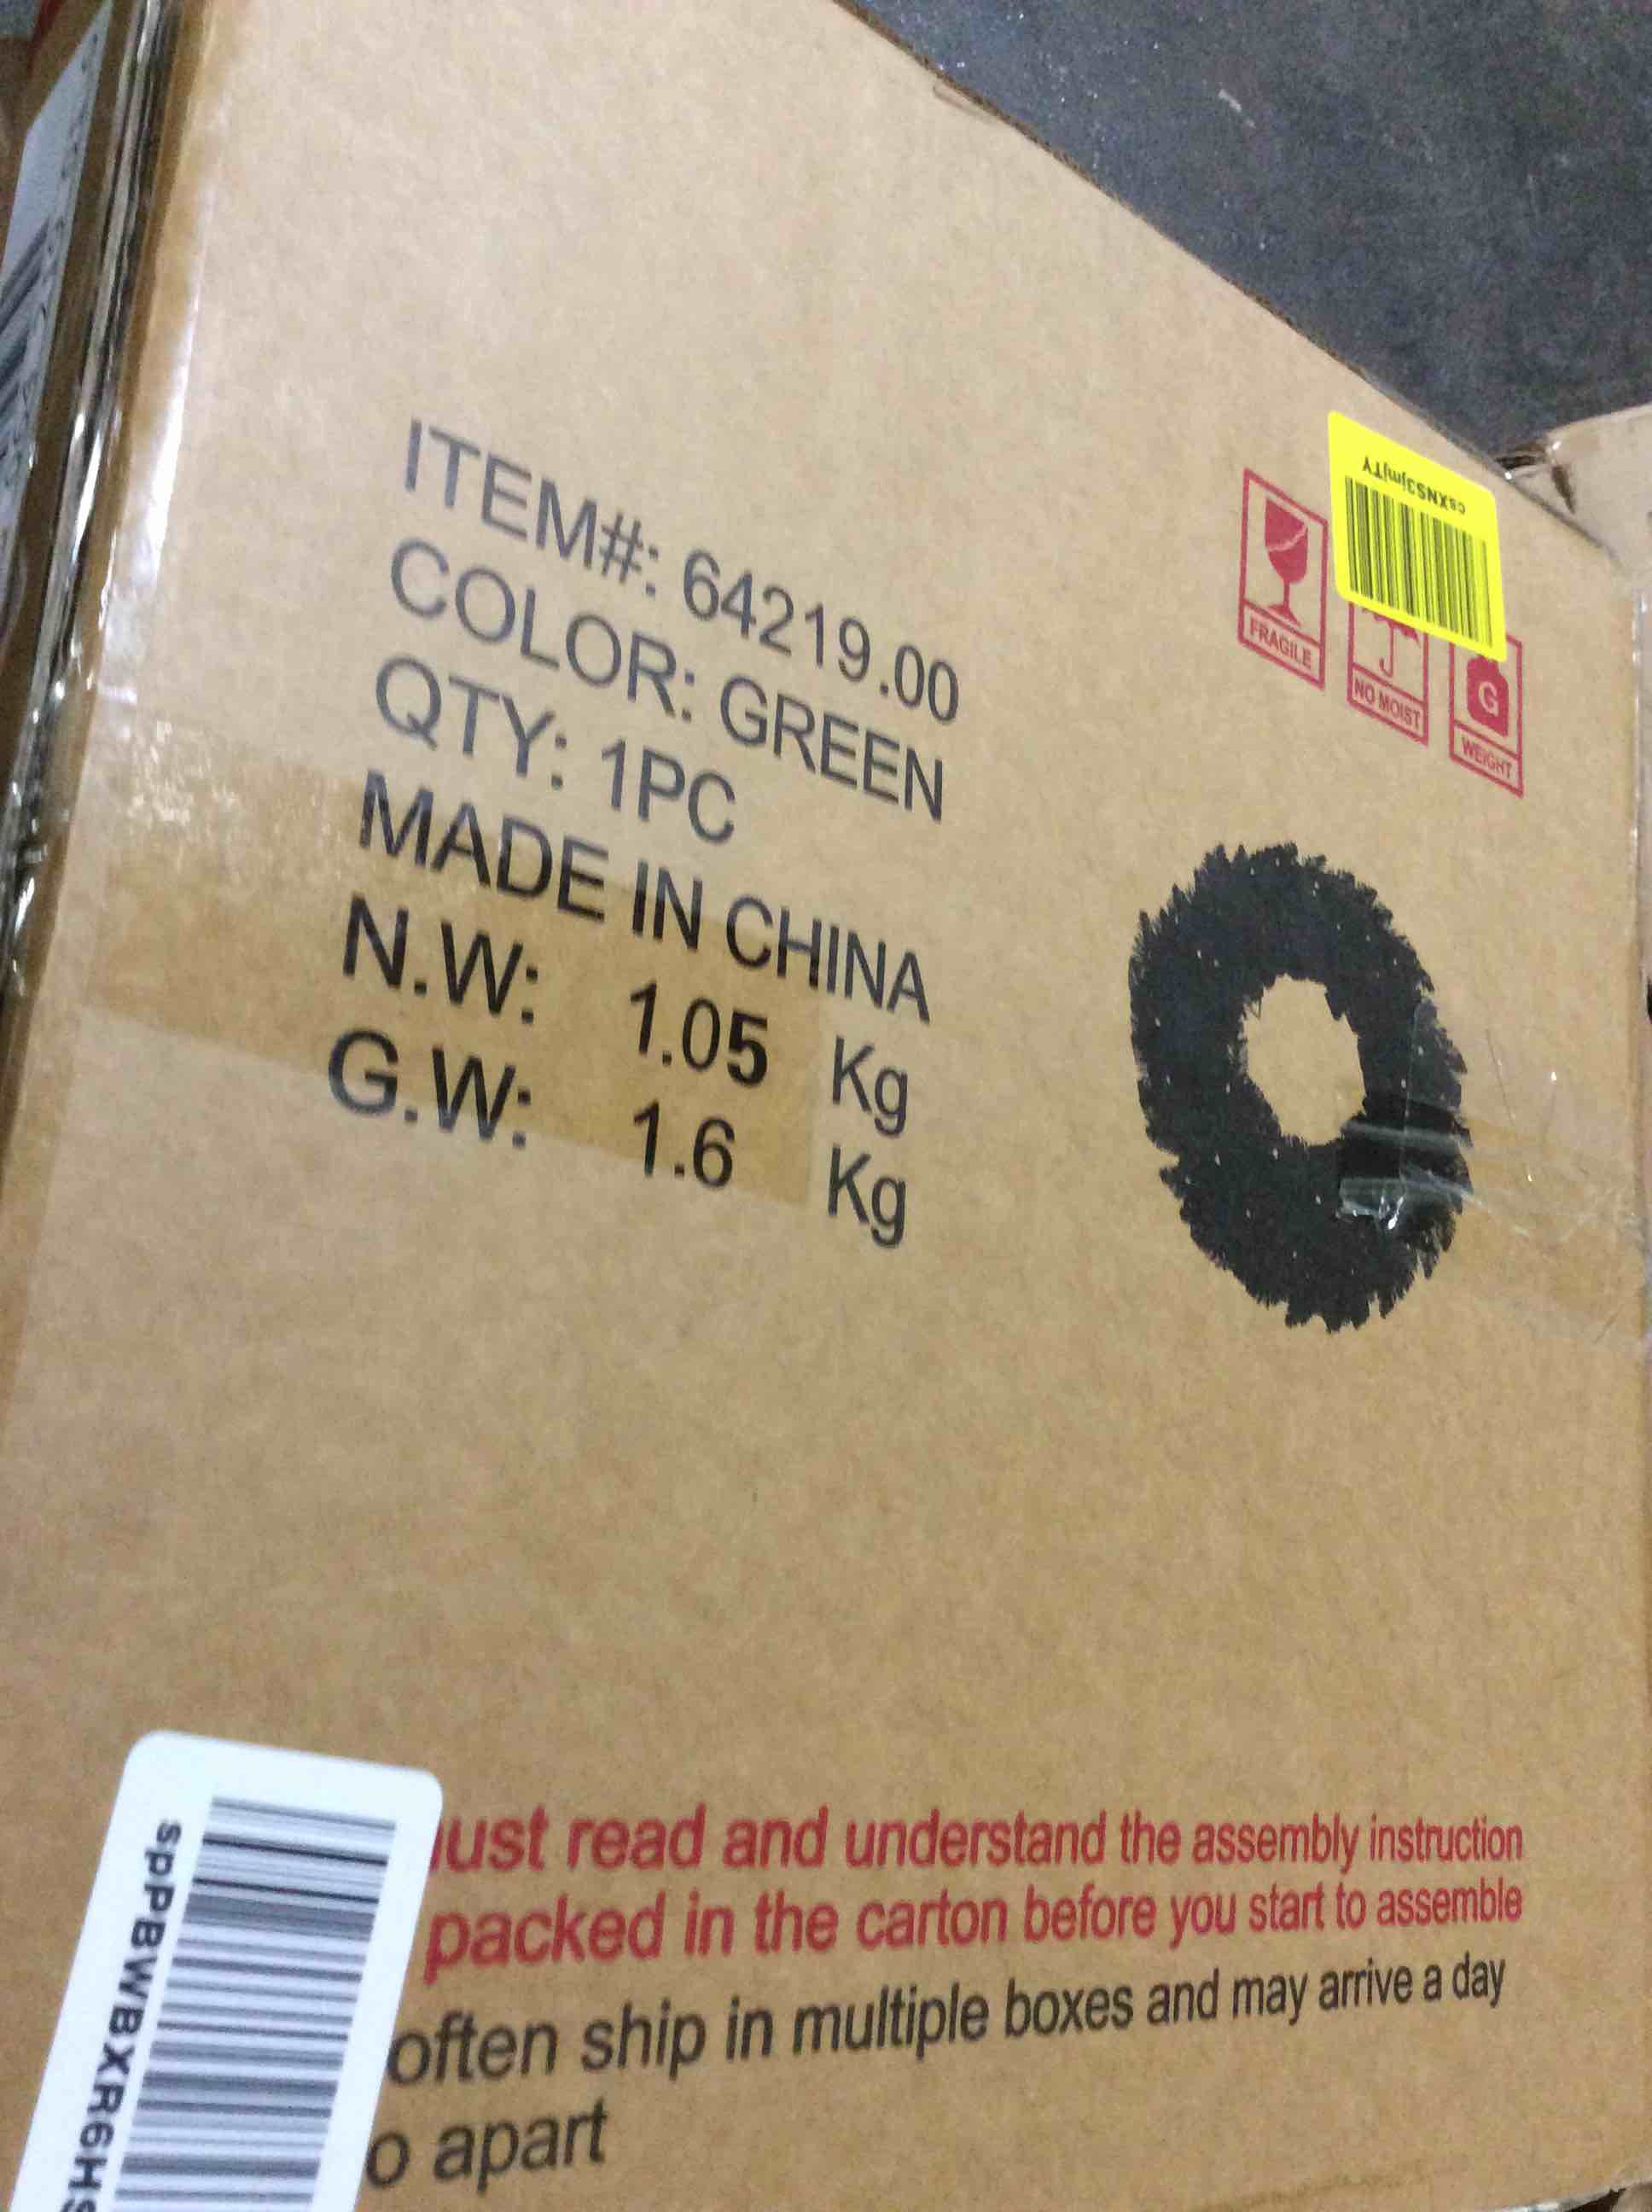 ITEM#: 64219.00
COLOR: GREEN
QTY: 1PC
MADE IN CHINA
N.W: 1.05 Kg
G.W: 1.6 Kg
csXNS3jmjTY
FRAGILE
NO MOIST
G
WEIGHT
ust read and understand the assembly instruction
packed in the carton before you start to assemble
often ship in multiple boxes and may arrive a day
o apart
spPBWBXR6HS